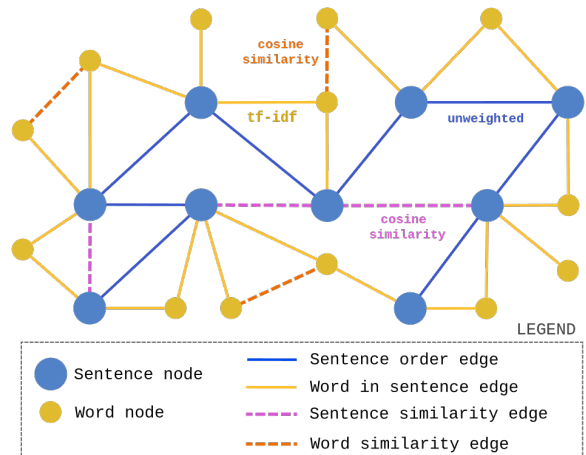 cosine
similarity
tf-idf
unweighted
cosine
similarity
LEGEND
Sentence node
Word node
Sentence order edge
Word in sentence edge
Sentence similarity edge
Word similarity edge